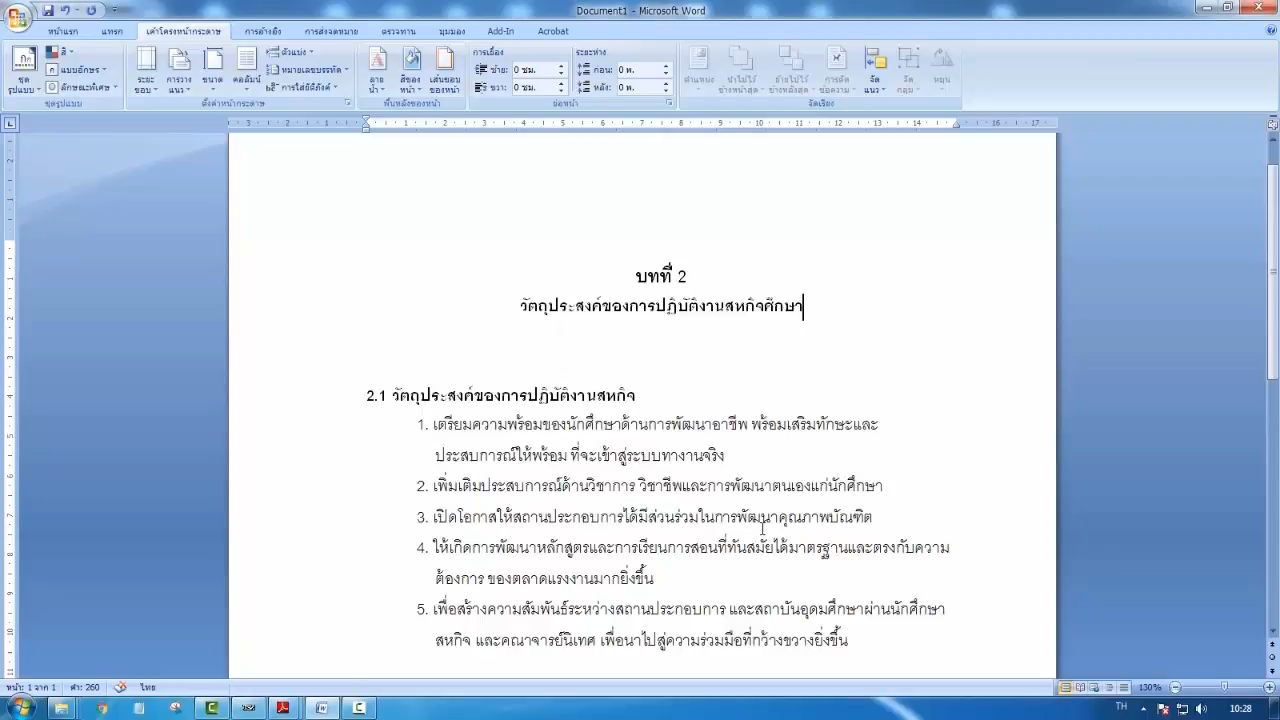 Document1 - Microsoft Word
หน้าแรก แทรก เค้าโครงหน้ากระดาษ การอ้างอิง การส่งจดหมาย ตรวจทาน มุมมอง Add-In Acrobat
สี ตำแหน่ง การเยื้อง ระยะห่าง
แบบอักษร หมายเลขบรรทัด ซ้าย: 0 ซม. ก่อน: 0 พ.
ชุดรูปแบบ ลักษณะพิเศษ ระยะขอบ การวางแนว ขนาด คอลัมน์ การใส่ยัติภังค์ ลายน้ำ สีของหน้า เส้นขอบของหน้า ขวา: 0 ซม. หลัง: 0 พ. ตำแหน่ง นำไปไว้ข้างหน้าสุด ย้ายไปไว้ข้างหลังสุด การตัดข้อความ จัดแนว จัดกลุ่ม หมุน
ชุดรูปแบบ ตั้งค่าหน้ากระดาษ พื้นหลังของหน้า ย่อหน้า จัดเรียง
3 2 1 1 2 3 4 5 6 7 8 9 10 11 12 13 14 16 17
บทที่ 2
วัตถุประสงค์ของการปฏิบัติงานสหกิจศึกษา
2.1 วัตถุประสงค์ของการปฏิบัติงานสหกิจ
1. เตรียมความพร้อมของนักศึกษาด้านการพัฒนาอาชีพ พร้อมเสริมทักษะและ
ประสบการณ์ให้พร้อม ที่จะเข้าสู่ระบบทางานจริง
2. เพิ่มเติมประสบการณ์ด้านวิชาการ วิชาชีพและการพัฒนาตนเองแก่นักศึกษา
3. เปิดโอกาสให้สถานประกอบการได้มีส่วนร่วมในการพัฒนาคุณภาพบัณฑิต
4. ให้เกิดการพัฒนาหลักสูตรและการเรียนการสอนที่ทันสมัยได้มาตรฐานและตรงกับความ
ต้องการ ของตลาดแรงงานมากยิ่งขึ้น
5. เพื่อสร้างความสัมพันธ์ระหว่างสถานประกอบการ และสถาบันอุดมศึกษาผ่านนักศึกษา
สหกิจ และคณาจารย์นิเทศ เพื่อนาไปสู่ความร่วมมือที่กว้างขวางยิ่งขึ้น
หน้า: 1 จาก 1 คำ: 260 ไทย 130%
TH 10:28